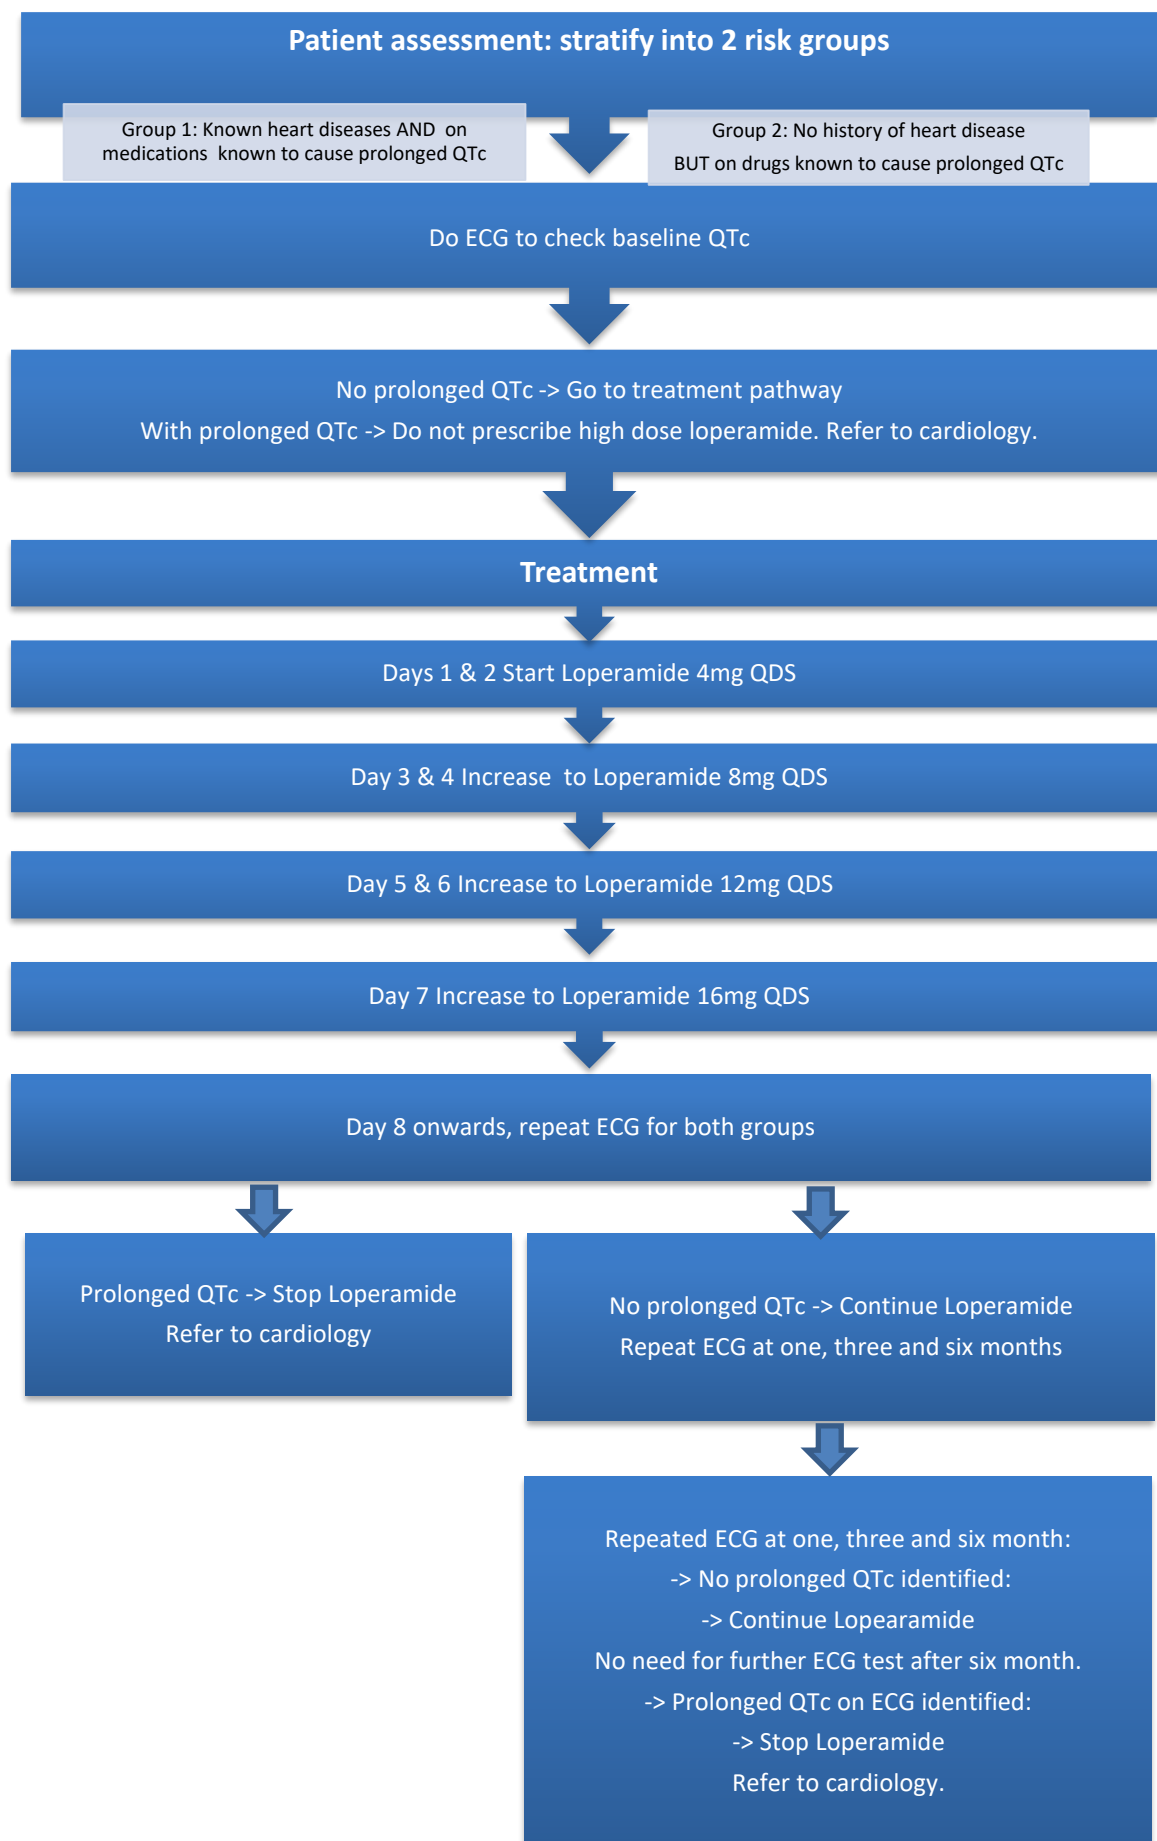 Patient assessment: stratify into 2 risk groups
Group 1: Known heart diseases AND on
medications known to cause prolonged QTc
Group 2: No history of heart disease
BUT on drugs known to cause prolonged QTc
Do ECG to check baseline QTc
No prolonged QTc -> Go to treatment pathway
With prolonged QTc -> Do not prescribe high dose loperamide. Refer to cardiology.
Treatment
Days 1 & 2 Start Loperamide 4mg QDS
Day 3 & 4 Increase to Loperamide 8mg QDS
Day 5 & 6 Increase to Loperamide 12mg QDS
Day 7 Increase to Loperamide 16mg QDS
Day 8 onwards, repeat ECG for both groups
Prolonged QTc -> Stop Loperamide
Refer to cardiology
No prolonged QTc -> Continue Loperamide
Repeat ECG at one, three and six months
Repeated ECG at one, three and six month:
-> No prolonged QTc identified:
-> Continue Lopearamide
No need for further ECG test after six month.
-> Prolonged QTc on ECG identified:
-> Stop Loperamide
Refer to cardiology.